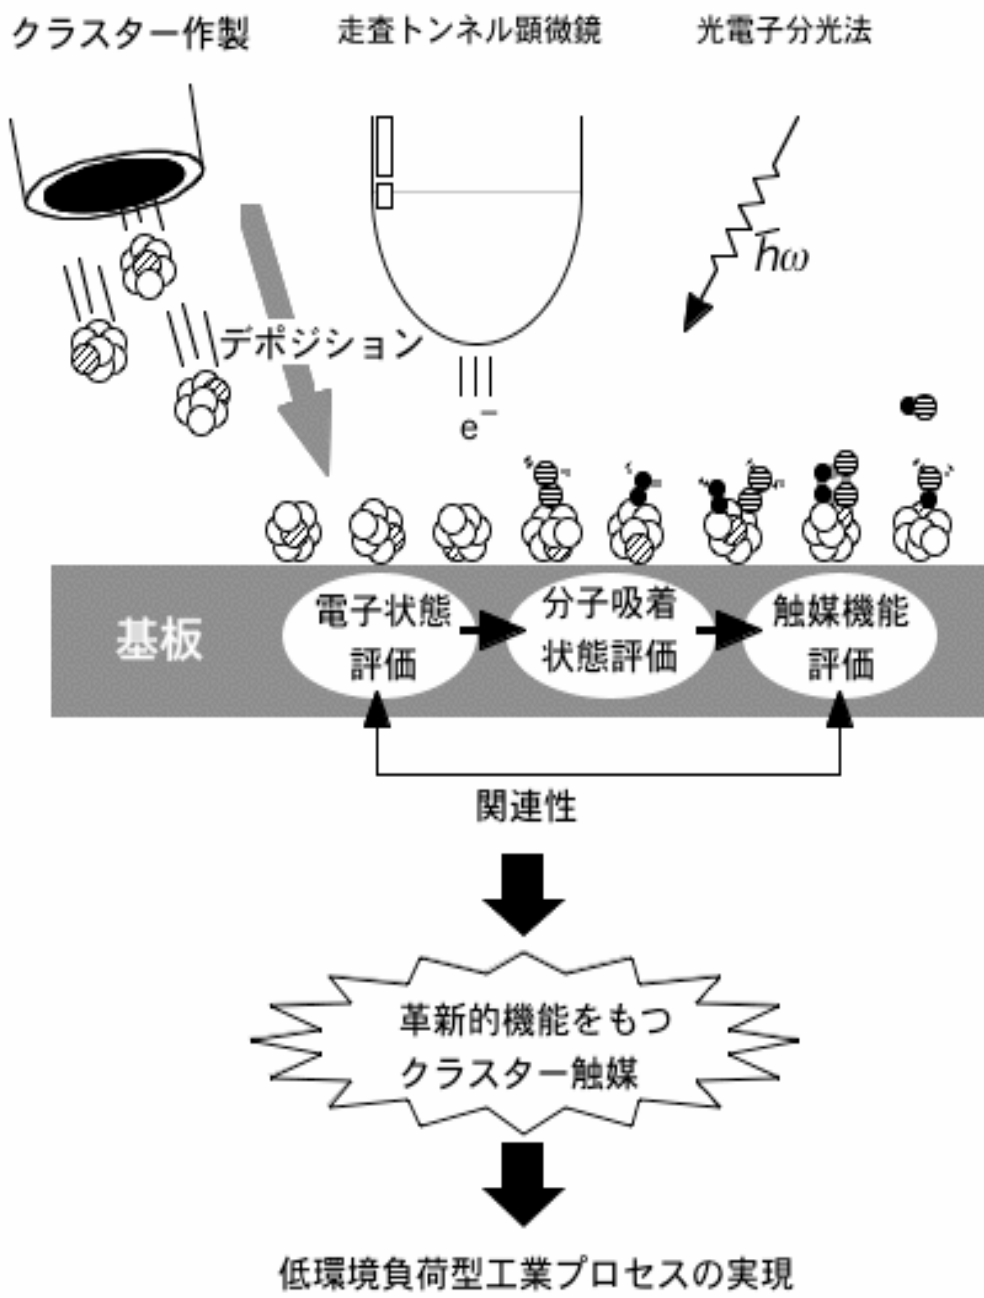 クラスター作製
走査トンネル顕微鏡
光電子分光法
ħω
デポジション
e⁻
基板
電子状態
評価
分子吸着
状態評価
触媒機能
評価
関連性
革新的機能をもつ
クラスター触媒
低環境負荷型工業プロセスの実現